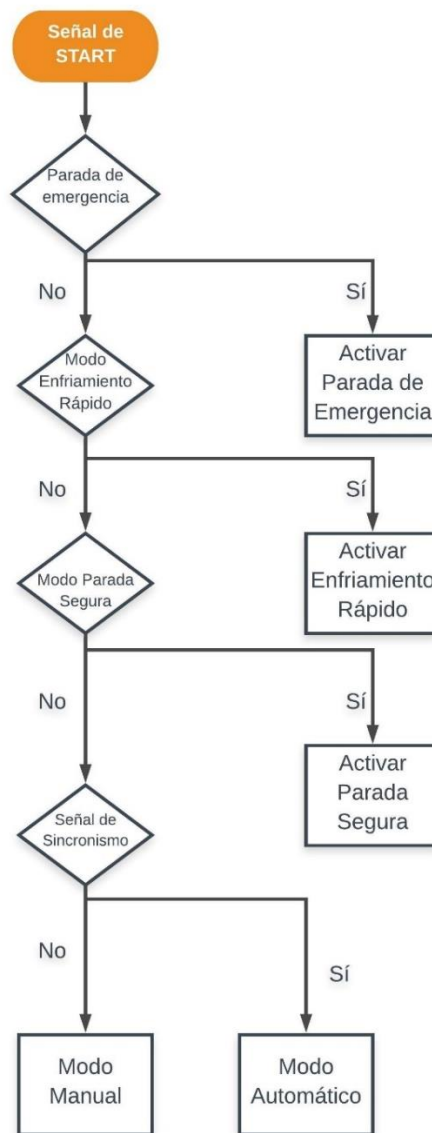 Señal de
START
Parada de
emergencia
No
Sí
Modo
Enfriamiento
Rápido
Activar
Parada de
Emergencia
No
Sí
Modo Parada
Segura
Activar
Enfriamiento
Rápido
No
Sí
Señal de
Sincronismo
Activar
Parada
Segura
No
Sí
Modo
Manual
Modo
Automático